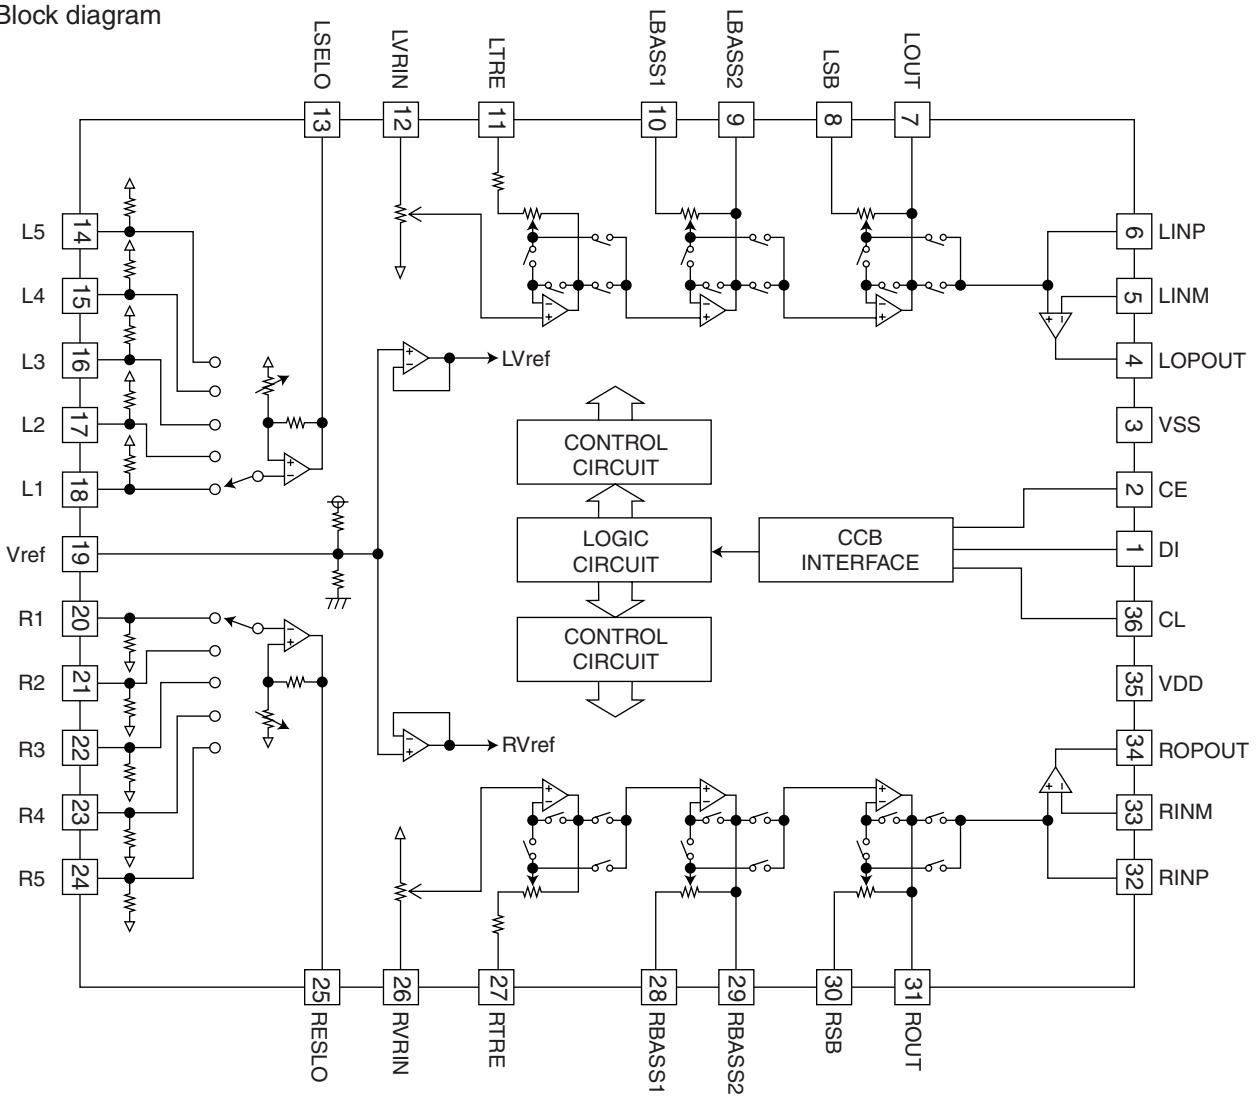 Block diagram
LSELO
LVRIN
LTRE
LBASS1
LBASS2
LSB
LOUT
13
12
11
10
9
8
7
L5
14
6
LINP
L4
15
5
LINM
L3
16
4
LOPOUT
L2
17
3
VSS
L1
18
2
CE
Vref
19
1
DI
R1
20
36
CL
R2
21
35
VDD
R3
22
34
ROPOUT
R4
23
33
RINM
R5
24
32
RINP
LVref
CONTROL
CIRCUIT
LOGIC
CIRCUIT
CCB
INTERFACE
CONTROL
CIRCUIT
RVref
25
26
27
28
29
30
31
RESLO
RVRIN
RTRE
RBASS1
RBASS2
RSB
ROUT